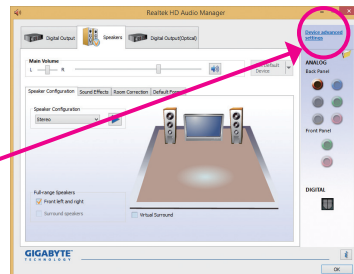 Realtek HD Audio Manager
Digital Output
Speakers
Digital Output(Optical)
Device advanced settings
Main Volume
L
R
Default
Device
ANALOG
Back Panel
Speaker Configuration
Sound Effects
Room Correction
Default Format
Speaker Configuration
Stereo
Front Panel
Full-range Speakers
Front left and right
Surround speakers
Virtual Surround
DIGITAL
GIGABYTE
TECHNOLOGY
OK